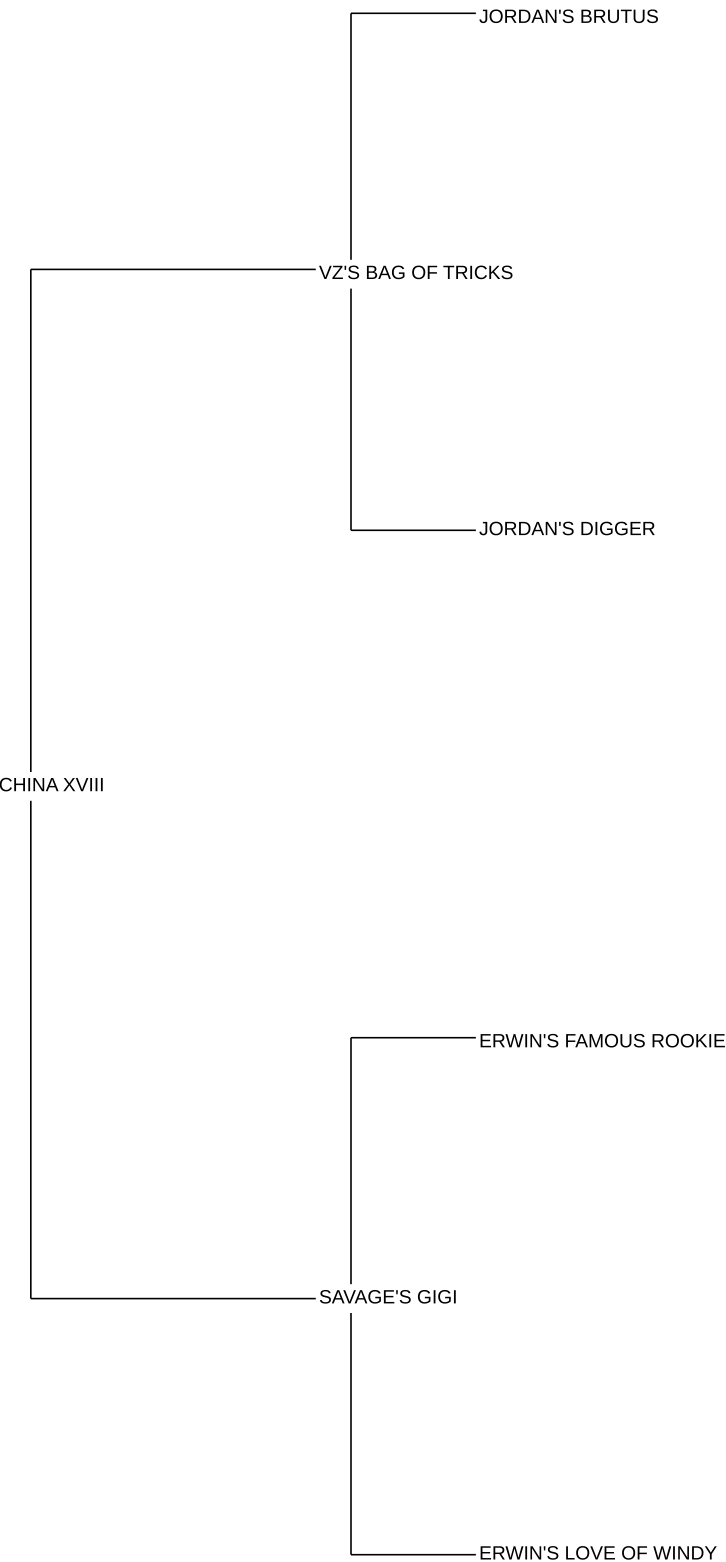 JORDAN'S BRUTUS
VZ'S BAG OF TRICKS
JORDAN'S DIGGER
CHINA XVIII
ERWIN'S FAMOUS ROOKIE
SAVAGE'S GIGI
ERWIN'S LOVE OF WINDY